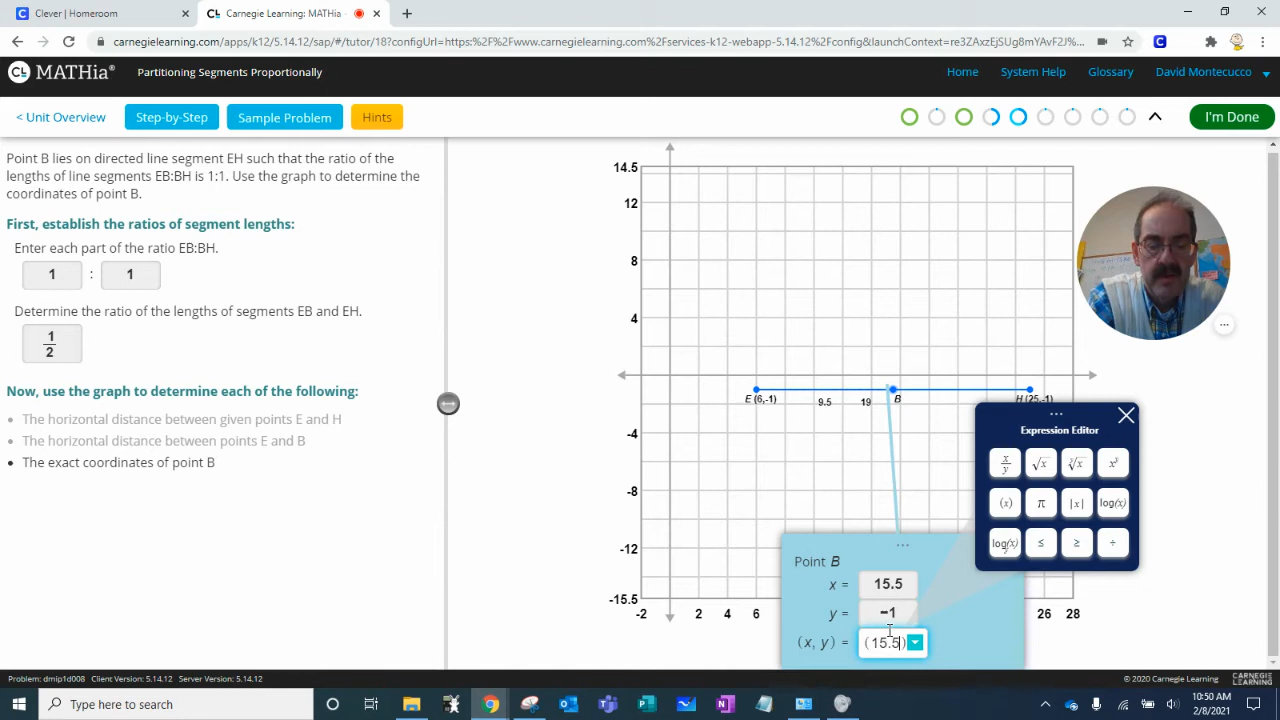 Clever | Homeroom
Carnegie Learning: MATHia -
carnegielearning.com/apps/k12/5.14.12/sap/#/tutor/18?configUrl=https:%2F%2Fwww.carnegielearning.com%2Fservices-k12-webapp-5.14.12%2Fconfig&launchContext=re3ZAxzEjSUg8mYAvF2J%...
CL MATHia®
Partitioning Segments Proportionally
Home
System Help
Glossary
David Montecucco
< Unit Overview
Step-by-Step
Sample Problem
Hints
I'm Done
Point B lies on directed line segment EH such that the ratio of the
lengths of line segments EB:BH is 1:1. Use the graph to determine the
coordinates of point B.
First, establish the ratios of segment lengths:
Enter each part of the ratio EB:BH.
1 : 1
Determine the ratio of the lengths of segments EB and EH.
1
2
Now, use the graph to determine each of the following:
• The horizontal distance between given points E and H
• The horizontal distance between points E and B
• The exact coordinates of point B
14.5
12
8
4
-4
-8
-12
-15.5
-2 2 4 6 26 28
E (6,-1) 9.5 19 B H (25,-1)
Expression Editor
x/y √x ∛x xʸ
(x) π |x| log(x)
log(x) ≤ ≥ ÷
Point B
x = 15.5
y = −1
(x, y) = (15.5)
Problem: dmip1d008 Client Version: 5.14.12 Server Version: 5.14.12
© 2020 Carnegie Learning
CARNEGIE
LEARNING
Type here to search
10:50 AM
2/8/2021